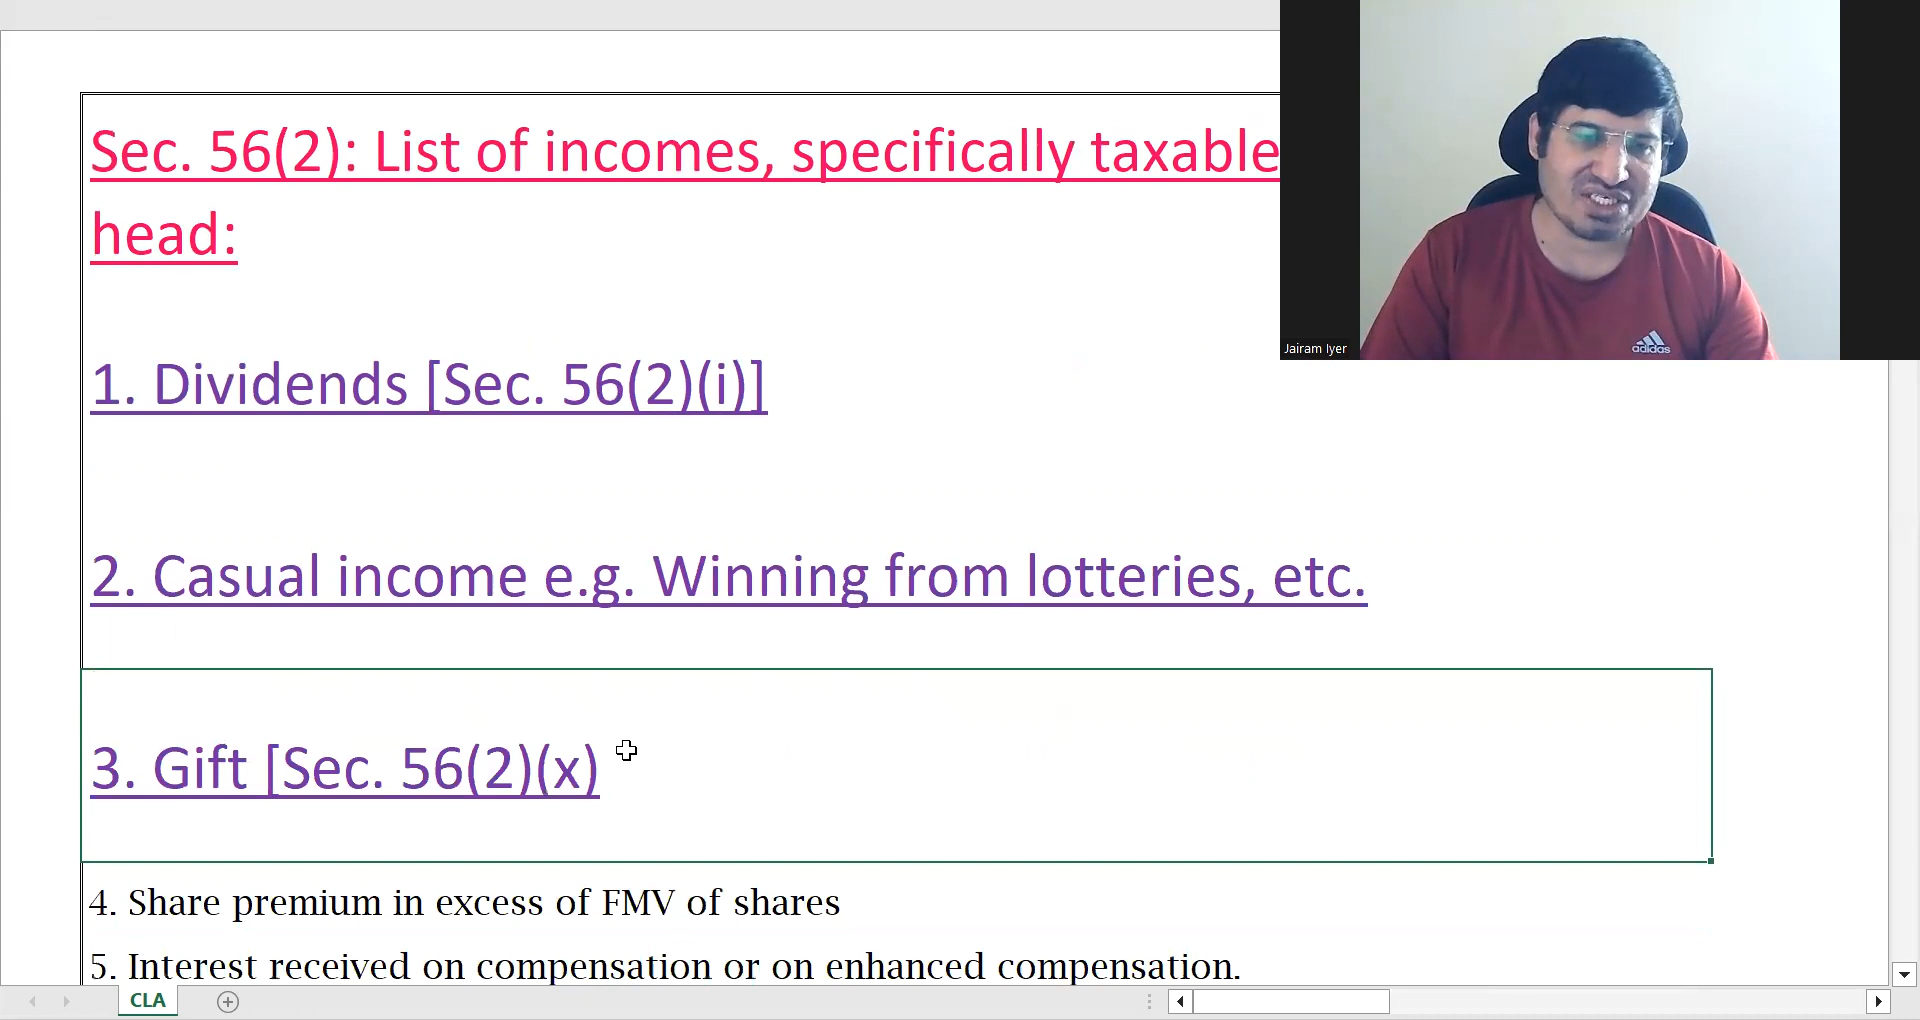 Sec. 56(2): List of incomes, specifically taxable
head:
1. Dividends [Sec. 56(2)(i)]
2. Casual income e.g. Winning from lotteries, etc.
3. Gift [Sec. 56(2)(x)
4. Share premium in excess of FMV of shares
5. Interest received on compensation or on enhanced compensation.
CLA
Jairam Iyer
adidas